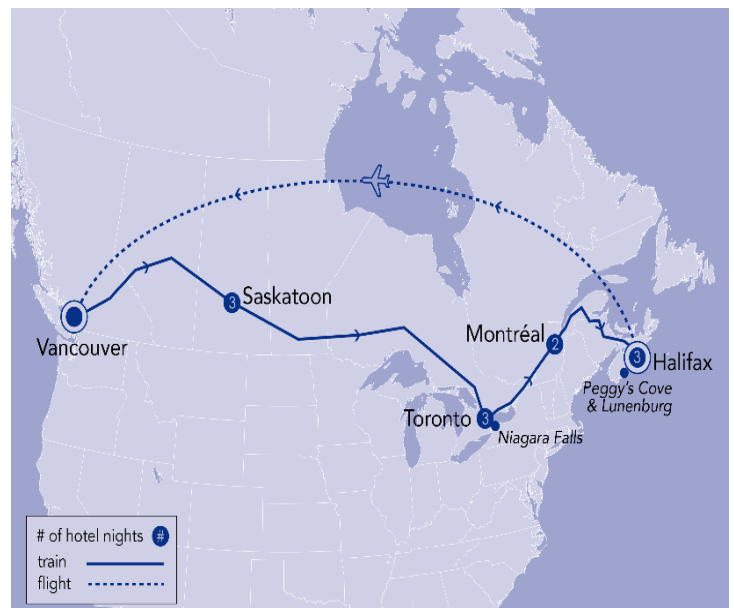 Saskatoon
3
Vancouver
Montréal
2
3
Halifax
Peggy's Cove
& Lunenburg
Toronto
3
Niagara Falls
# of hotel nights #
train
flight